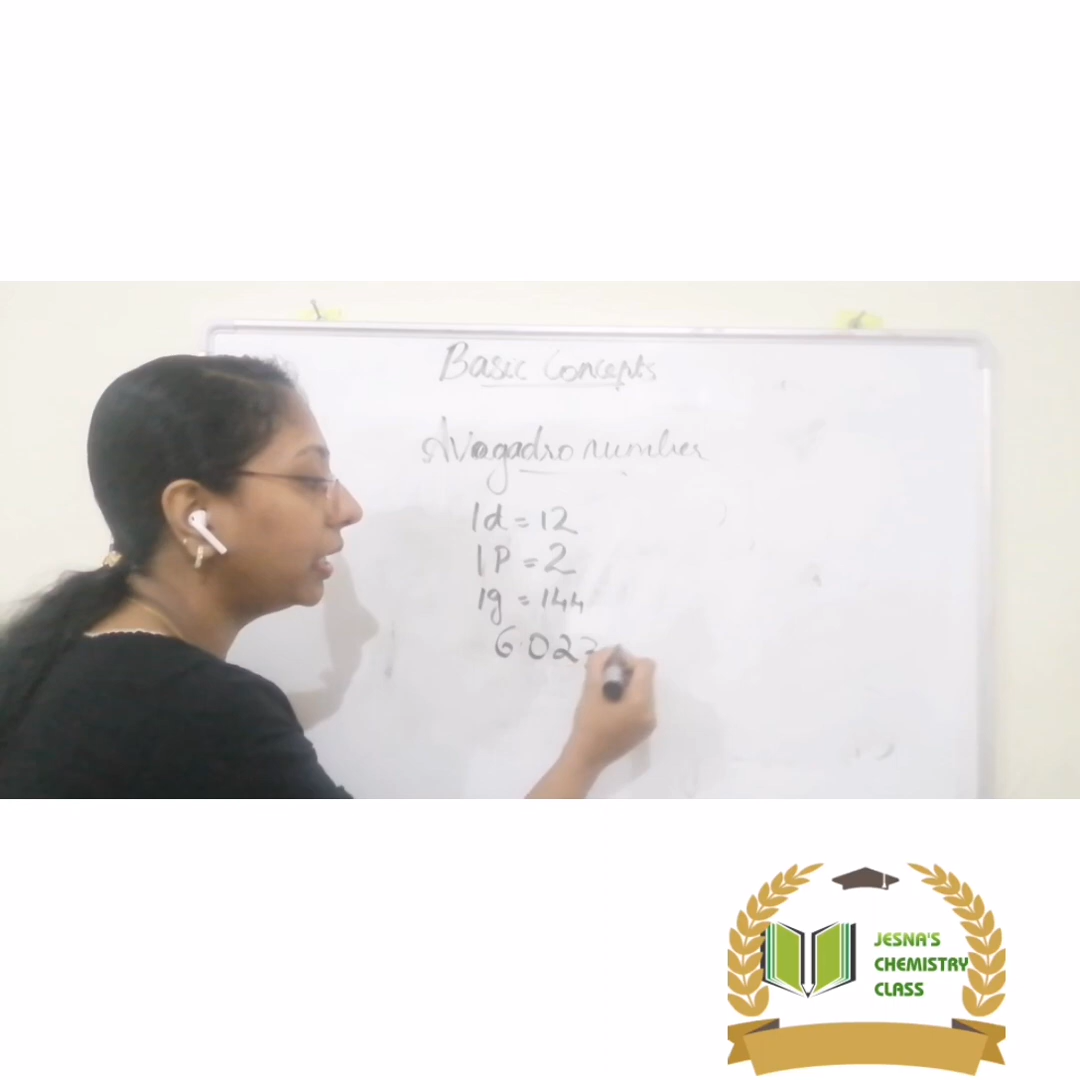 Basic Concepts
Avogadro number
1d = 12
1P = 2
1g = 144
6.023
JESNA'S
CHEMISTRY
CLASS